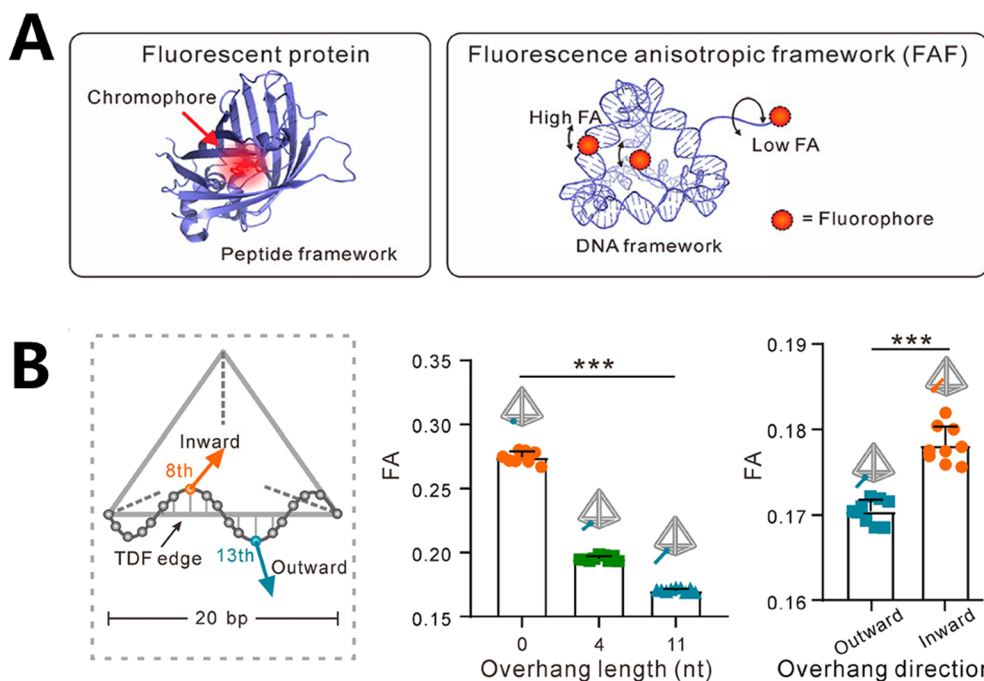 A
Fluorescent protein
Chromophore
Peptide framework
Fluorescence anisotropic framework (FAF)
High FA
Low FA
= Fluorophore
DNA framework
B
Inward
8th
TDF edge
13th
Outward
20 bp
***
FA
0.35
0.30
0.25
0.20
0.15
0
4
11
Overhang length (nt)
***
FA
0.19
0.18
0.17
0.16
Outward
Inward
Overhang direction